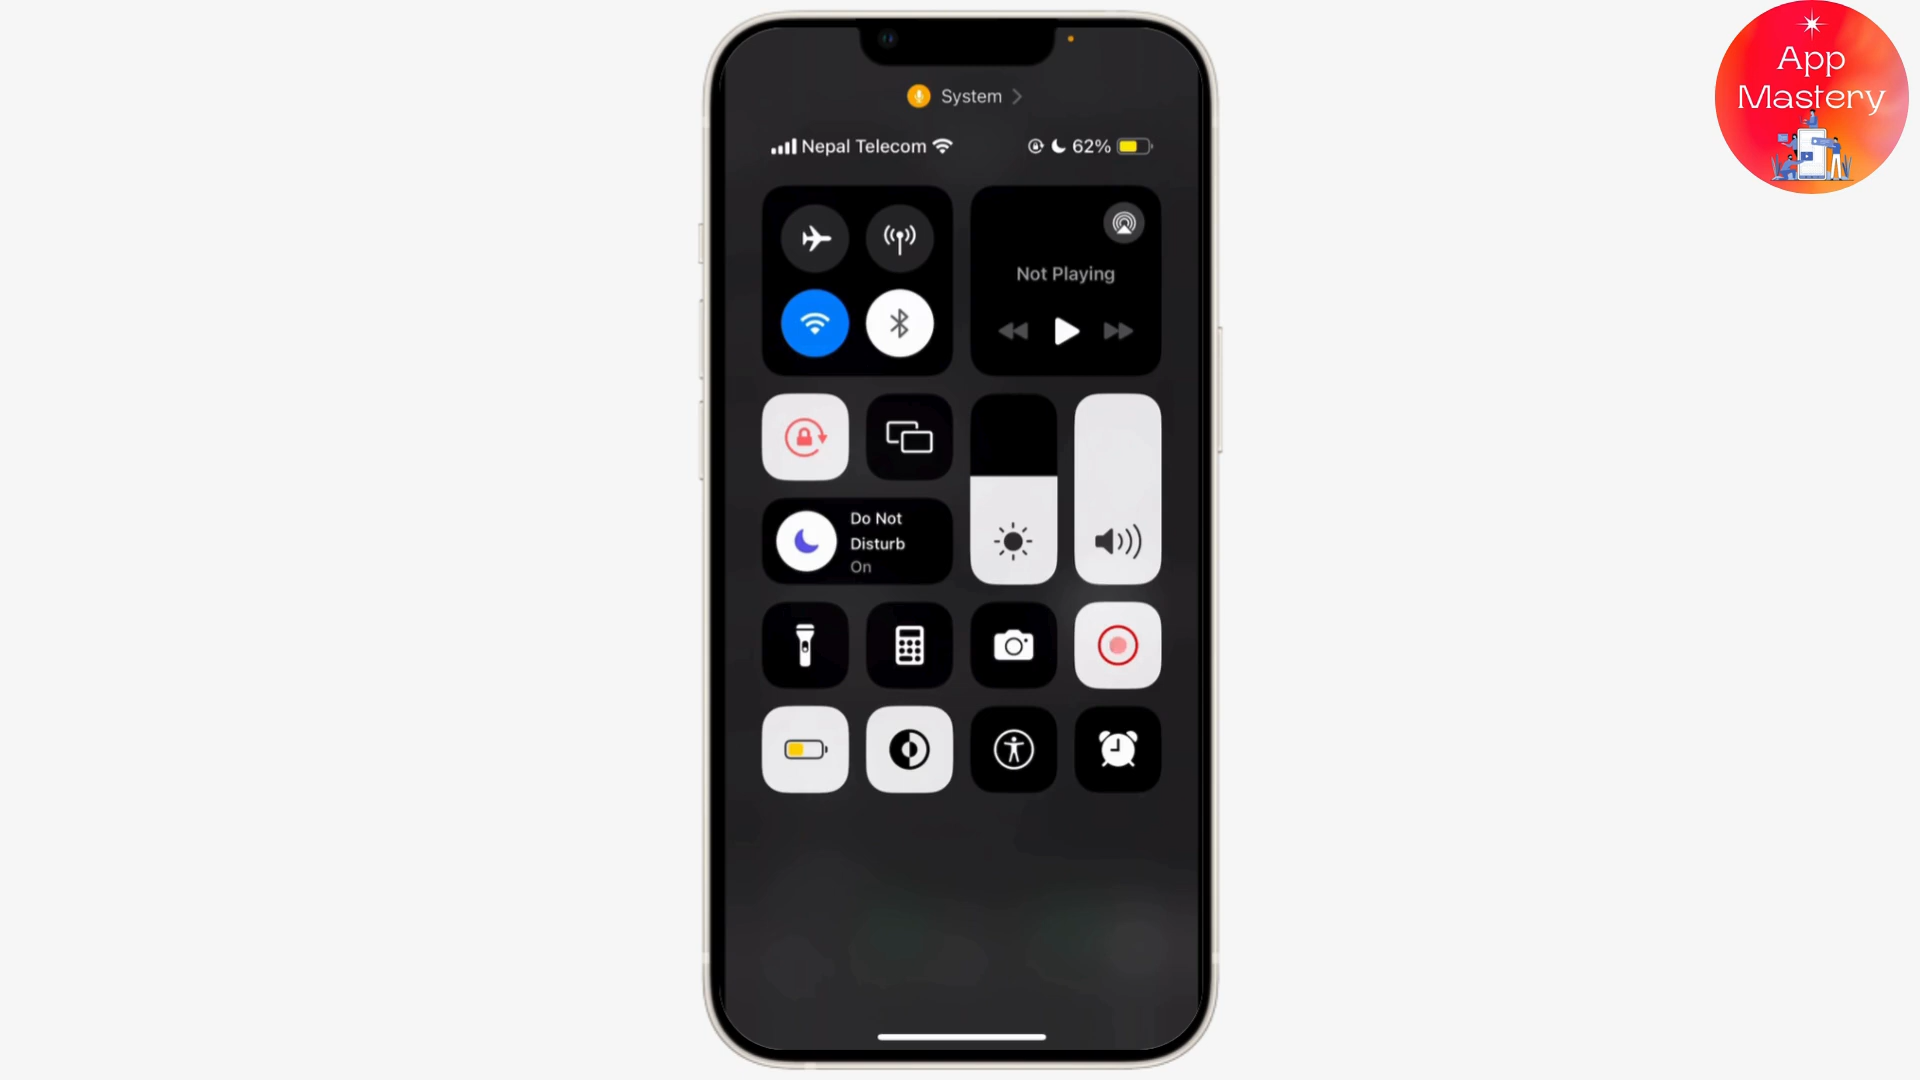 System
Nepal Telecom
62%
Not Playing
Do Not
Disturb
On
App
Mastery